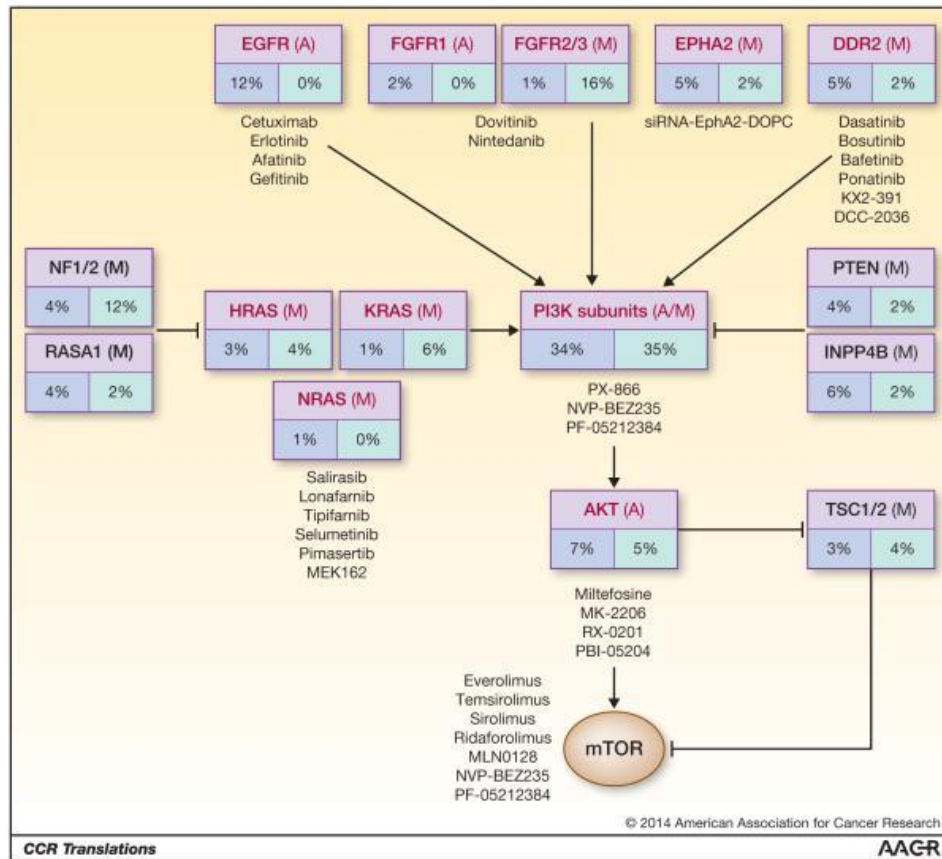 EGFR (A)
12% 0%
Cetuximab
Erlotinib
Afatinib
Gefitinib
FGFR1 (A)
2% 0%
FGFR2/3 (M)
1% 16%
Dovitinib
Nintedanib
EPHA2 (M)
5% 2%
siRNA-EphA2-DOPC
DDR2 (M)
5% 2%
Dasatinib
Bosutinib
Bafetinib
Ponatinib
KX2-391
DCC-2036
NF1/2 (M)
4% 12%
RASA1 (M)
4% 2%
HRAS (M)
3% 4%
KRAS (M)
1% 6%
NRAS (M)
1% 0%
Salirasib
Lonafarnib
Tipifarnib
Selumetinib
Pimasertib
MEK162
PI3K subunits (A/M)
34% 35%
PX-866
NVP-BEZ235
PF-05212384
PTEN (M)
4% 2%
INPP4B (M)
6% 2%
AKT (A)
7% 5%
Miltefosine
MK-2206
RX-0201
PBI-05204
TSC1/2 (M)
3% 4%
Everolimus
Temsirolimus
Sirolimus
Ridaforolimus
MLN0128
NVP-BEZ235
PF-05212384
mTOR
© 2014 American Association for Cancer Research
CCR Translations
AACR